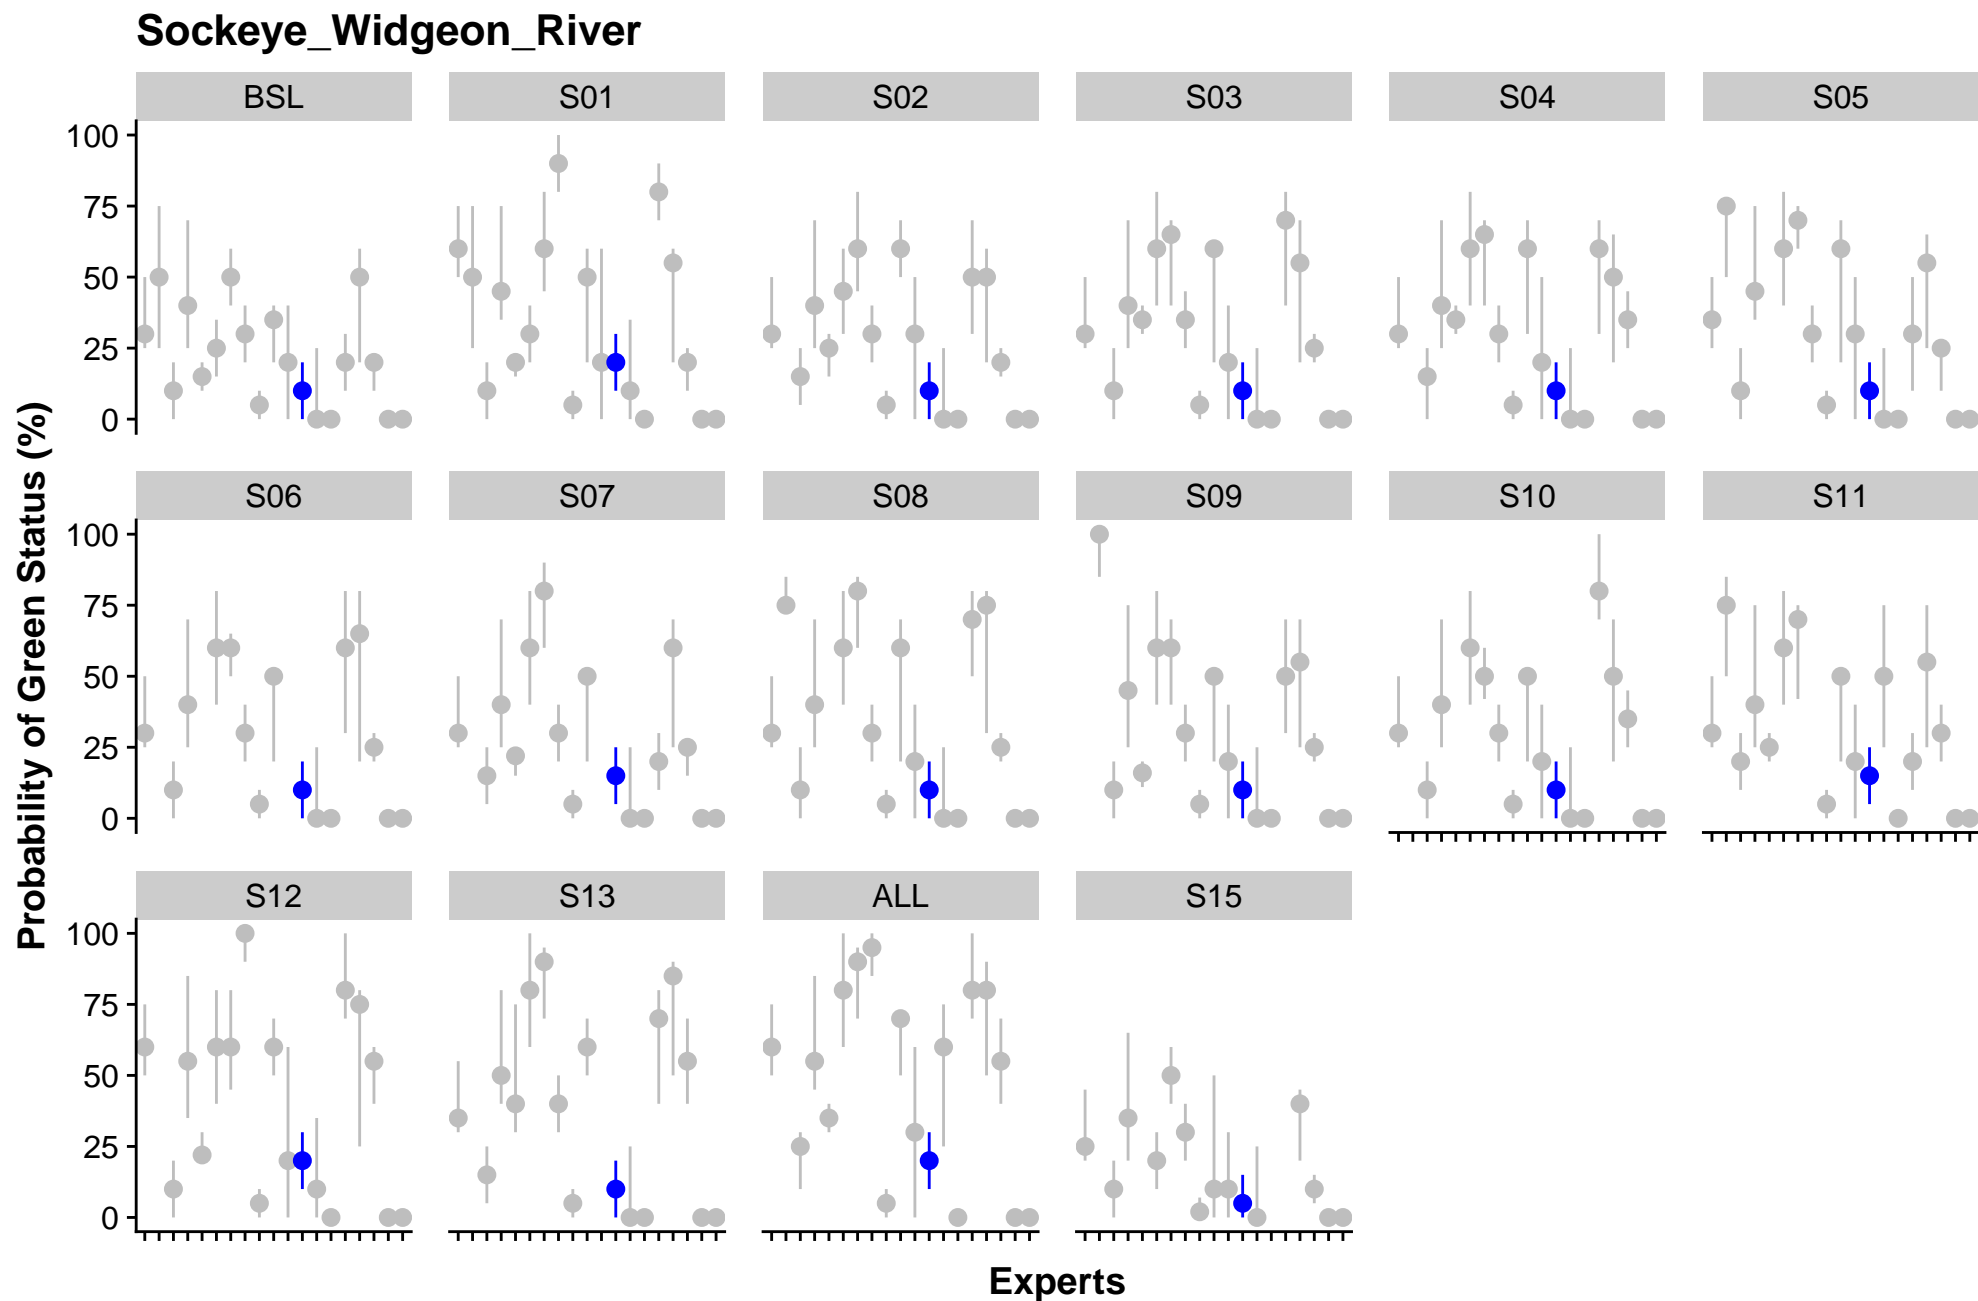 Sockeye_Widgeon_River
BSL S01 S02 S03 S04 S05
100
75
50
25
0
S06 S07 S08 S09 S10 S11
100
75
50
25
0
S12 S13 ALL S15
100
75
50
25
0
Probability of Green Status (%)
Experts